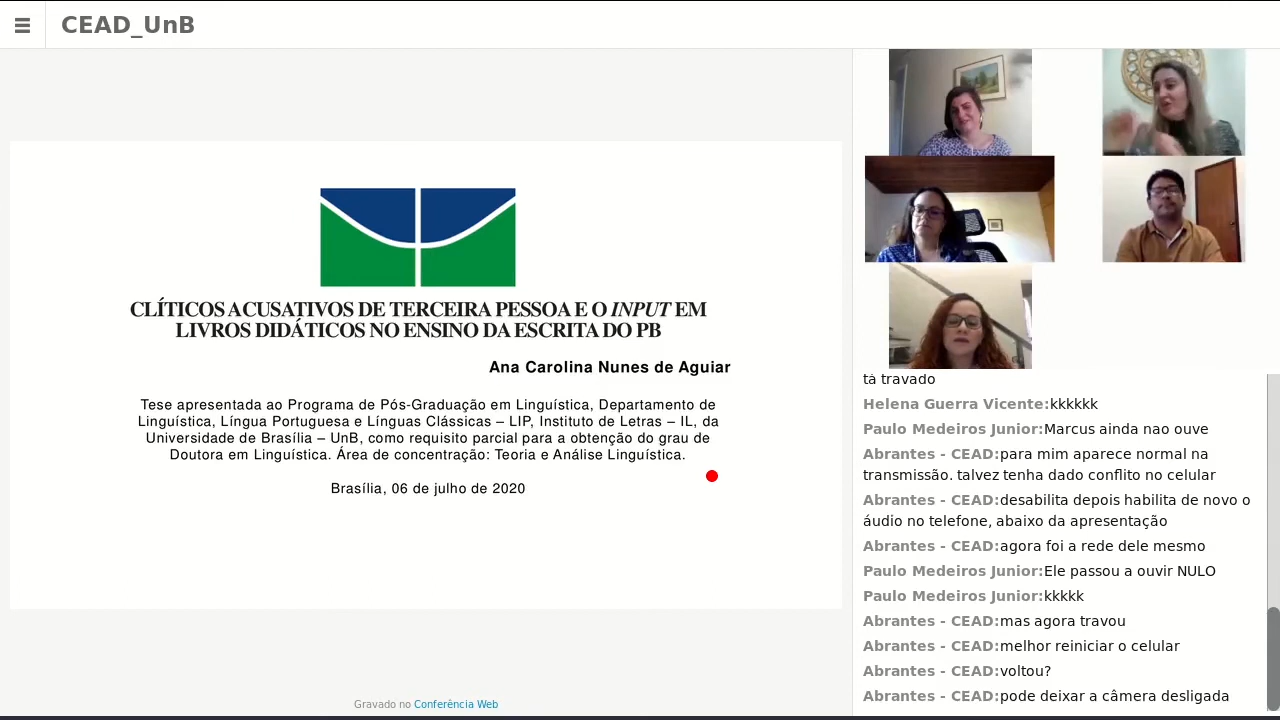 CEAD_UnB
CLÍTICOS ACUSATIVOS DE TERCEIRA PESSOA E O INPUT EM
LIVROS DIDÁTICOS NO ENSINO DA ESCRITA DO PB
Ana Carolina Nunes de Aguiar
Tese apresentada ao Programa de Pós-Graduação em Linguística, Departamento de
Linguística, Língua Portuguesa e Línguas Clássicas – LIP, Instituto de Letras – IL, da
Universidade de Brasília – UnB, como requisito parcial para a obtenção do grau de
Doutora em Linguística. Área de concentração: Teoria e Análise Linguística.
Brasília, 06 de julho de 2020
Gravado no Conferência Web
tá travado
Helena Guerra Vicente:kkkkkk
Paulo Medeiros Junior:Marcus ainda nao ouve
Abrantes - CEAD:para mim aparece normal na
transmissão. talvez tenha dado conflito no celular
Abrantes - CEAD:desabilita depois habilita de novo o
áudio no telefone, abaixo da apresentação
Abrantes - CEAD:agora foi a rede dele mesmo
Paulo Medeiros Junior:Ele passou a ouvir NULO
Paulo Medeiros Junior:kkkkk
Abrantes - CEAD:mas agora travou
Abrantes - CEAD:melhor reiniciar o celular
Abrantes - CEAD:voltou?
Abrantes - CEAD:pode deixar a câmera desligada